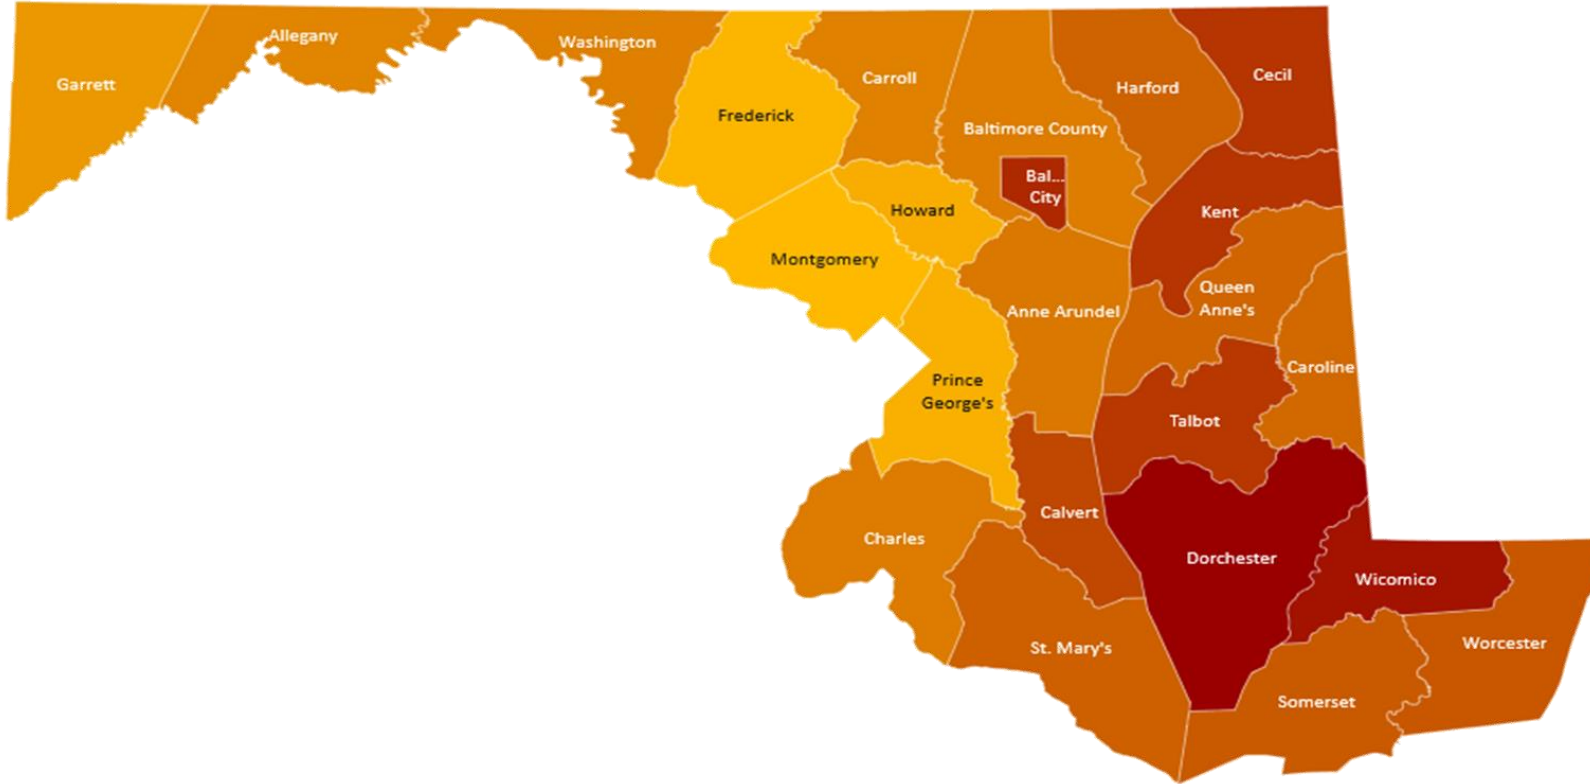 Garrett
Allegany
Washington
Frederick
Carroll
Baltimore County
Harford
Cecil
Bal...
City
Howard
Kent
Montgomery
Anne Arundel
Queen
Anne's
Prince
George's
Caroline
Talbot
Calvert
Charles
Dorchester
Wicomico
St. Mary's
Worcester
Somerset